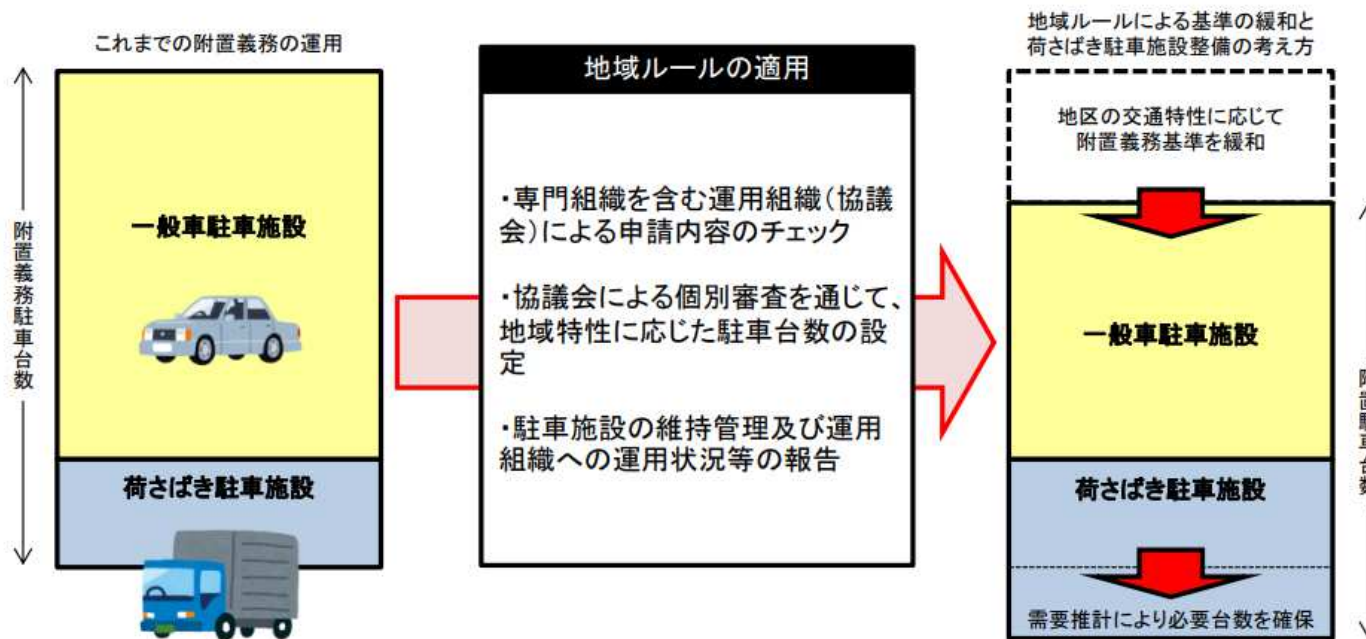 これまでの附置義務の運用
附置義務駐車台数
一般車駐車施設
荷さばき駐車施設
地域ルールの適用
・専門組織を含む運用組織(協議
会)による申請内容のチェック
・協議会による個別審査を通じて、
地域特性に応じた駐車台数の設
定
・駐車施設の維持管理及び運用
組織への運用状況等の報告
地域ルールによる基準の緩和と
荷さばき駐車施設整備の考え方
地区の交通特性に応じて
附置義務基準を緩和
一般車駐車施設
荷さばき駐車施設
需要推計により必要台数を確保
附置駐車台数